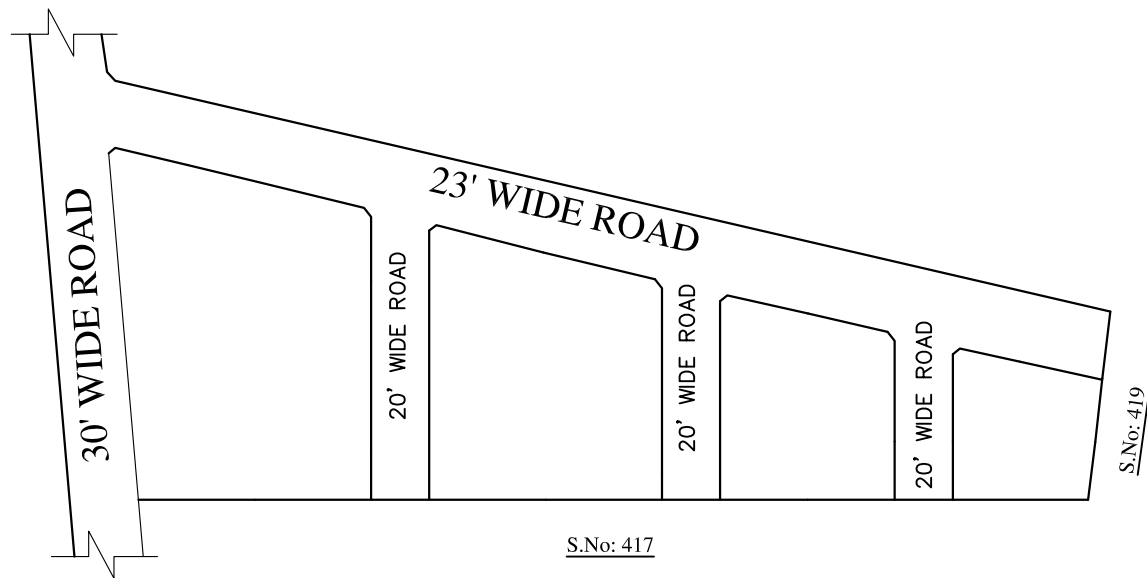 23' WIDE ROAD
30' WIDE ROAD
20' WIDE ROAD
20' WIDE ROAD
20' WIDE ROAD
S.No: 419
S.No: 417